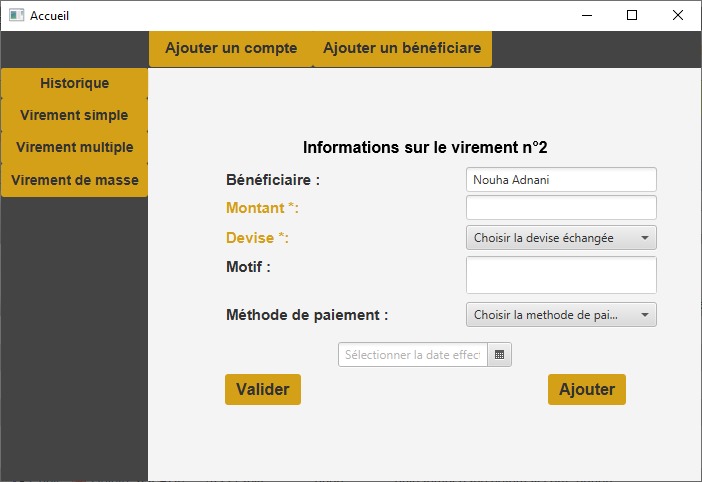 Accueil
Ajouter un compte
Ajouter un bénéficiare
Historique
Virement simple
Virement multiple
Virement de masse
Informations sur le virement n°2
Bénéficiaire :
Nouha Adnani
Montant *:
Devise *:
Choisir la devise échangée
Motif :
Méthode de paiement :
Choisir la methode de pai...
Sélectionner la date effect
Valider
Ajouter